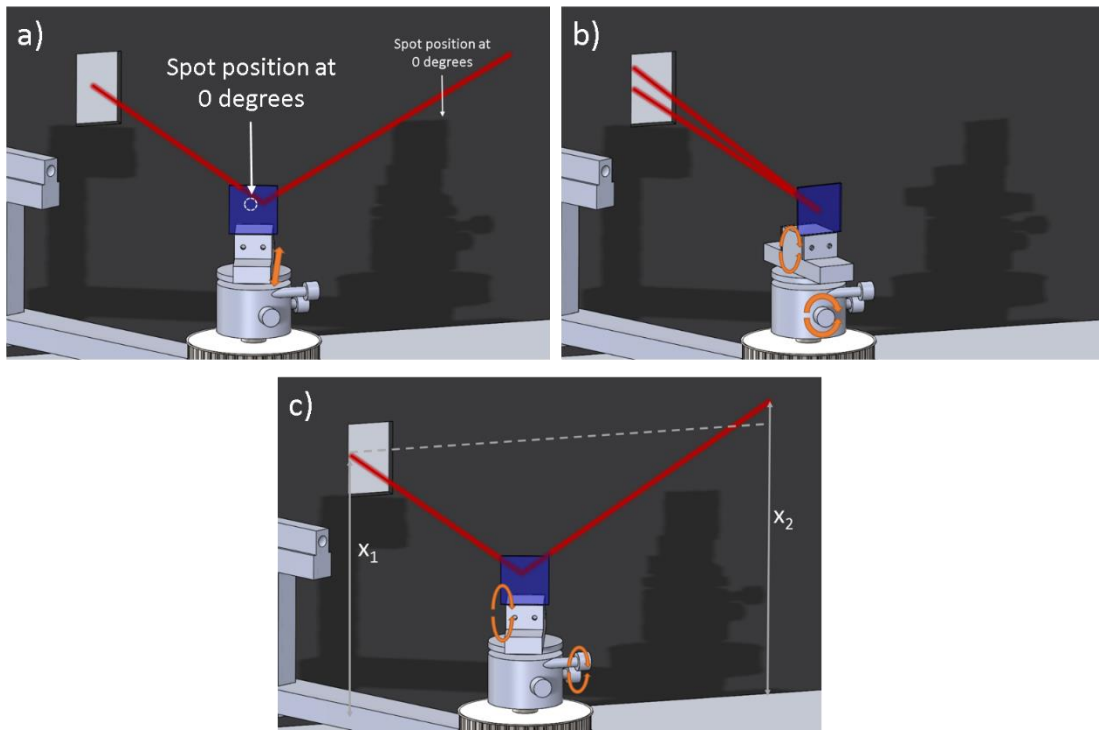 a)
Spot position at
0 degrees
Spot position at
0 degrees
b)
c)
x₁
x₂